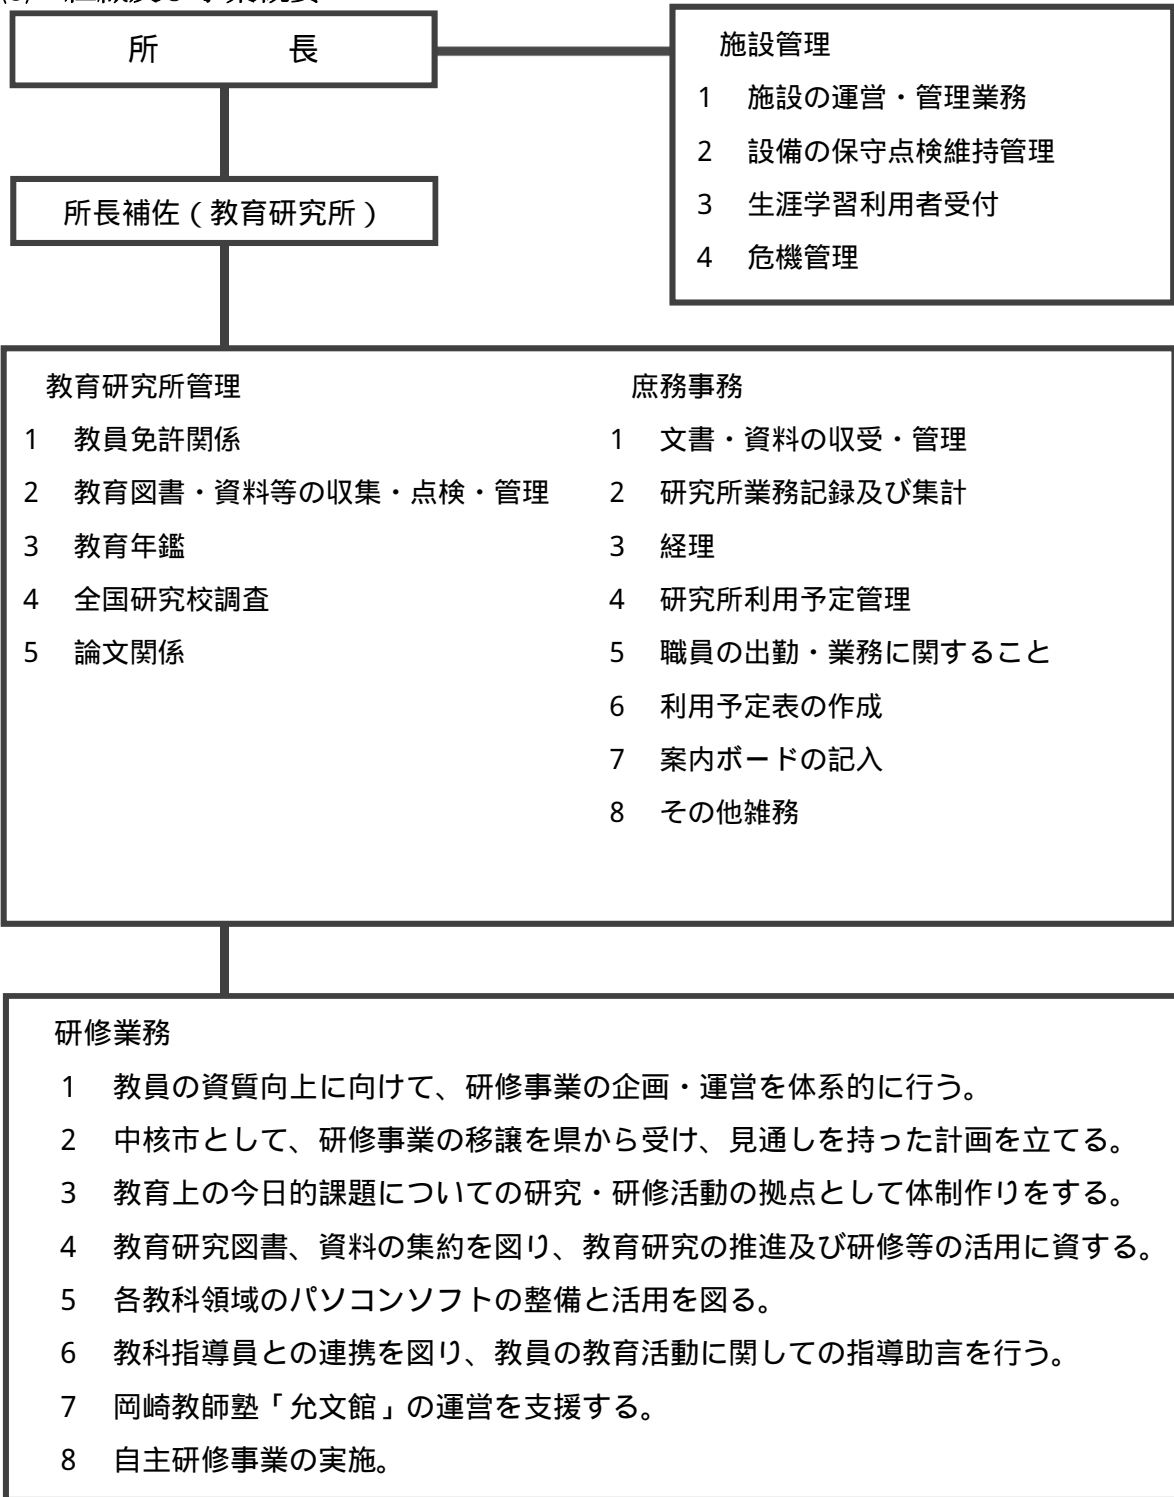 所　　　長
施設管理
1　施設の運営・管理業務
2　設備の保守点検維持管理
3　生涯学習利用者受付
4　危機管理
所長補佐（教育研究所）
教育研究所管理
1　教員免許関係
2　教育図書・資料等の収集・点検・管理
3　教育年鑑
4　全国研究校調査
5　論文関係
庶務事務
1　文書・資料の収受・管理
2　研究所業務記録及び集計
3　経理
4　研究所利用予定管理
5　職員の出勤・業務に関すること
6　利用予定表の作成
7　案内ボードの記入
8　その他雑務
研修業務
1　教員の資質向上に向けて、研修事業の企画・運営を体系的に行う。
2　中核市として、研修事業の移譲を県から受け、見通しを持った計画を立てる。
3　教育上の今日的課題についての研究・研修活動の拠点として体制作りをする。
4　教育研究図書、資料の集約を図り、教育研究の推進及び研修等の活用に資する。
5　各教科領域のパソコンソフトの整備と活用を図る。
6　教科指導員との連携を図り、教員の教育活動に関しての指導助言を行う。
7　岡崎教師塾「允文館」の運営を支援する。
8　自主研修事業の実施。